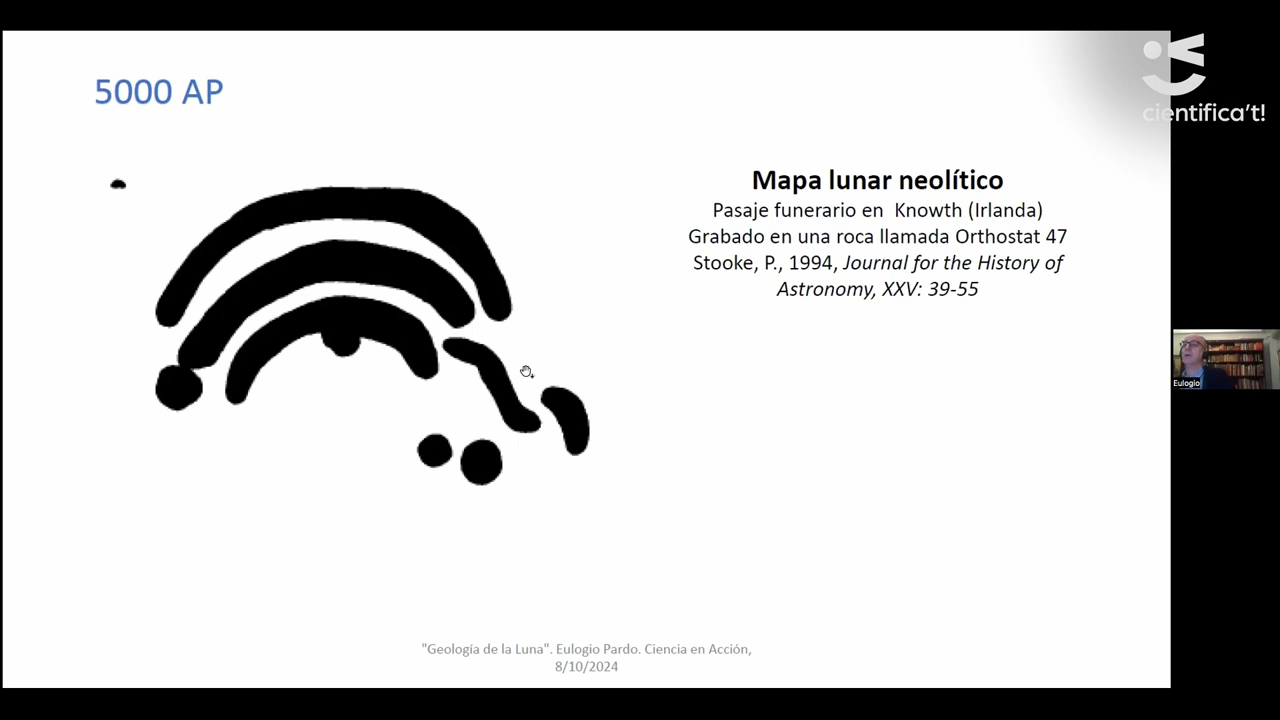 5000 AP
cientifica't!
Mapa lunar neolítico
Pasaje funerario en Knowth (Irlanda)
Grabado en una roca llamada Orthostat 47
Stooke, P., 1994, Journal for the History of
Astronomy, XXV: 39-55
Eulogio
"Geología de la Luna". Eulogio Pardo. Ciencia en Acción,
8/10/2024